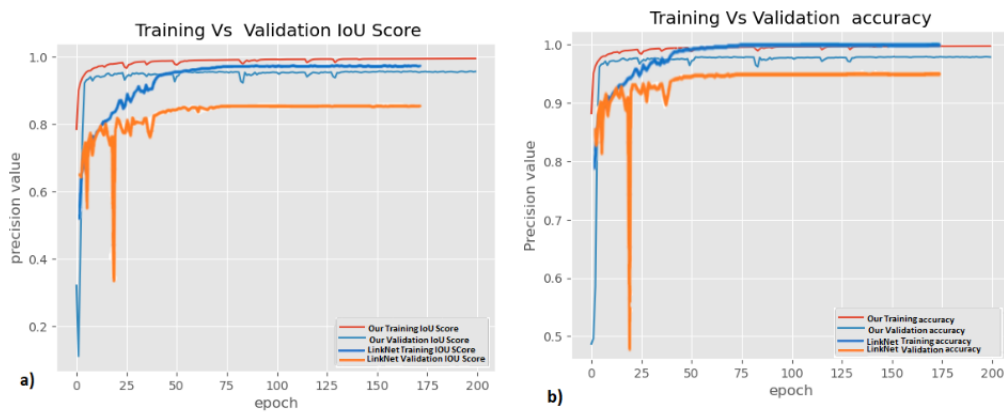 Training Vs  Validation IoU Score
precision value
1.0
0.8
0.6
0.4
0.2
0 25 50 75 100 125 150 175 200
epoch
Our Training IoU Score
Our Validation IoU Score
LinkNet Training IOU SCore
LinkNet Validation IOU Score
a)
Training Vs Validation  accuracy
Precision value
1.0
0.9
0.8
0.7
0.6
0.5
0 25 50 75 100 125 150 175 200
epoch
Our Training accuracy
Our Validation accuracy
LinkNet Training accuracy
LinkNet Validation accuracy
b)